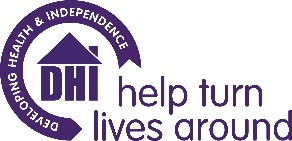 DEVELOPING HEALTH & INDEPENDENCE
DHI
help turn
lives around